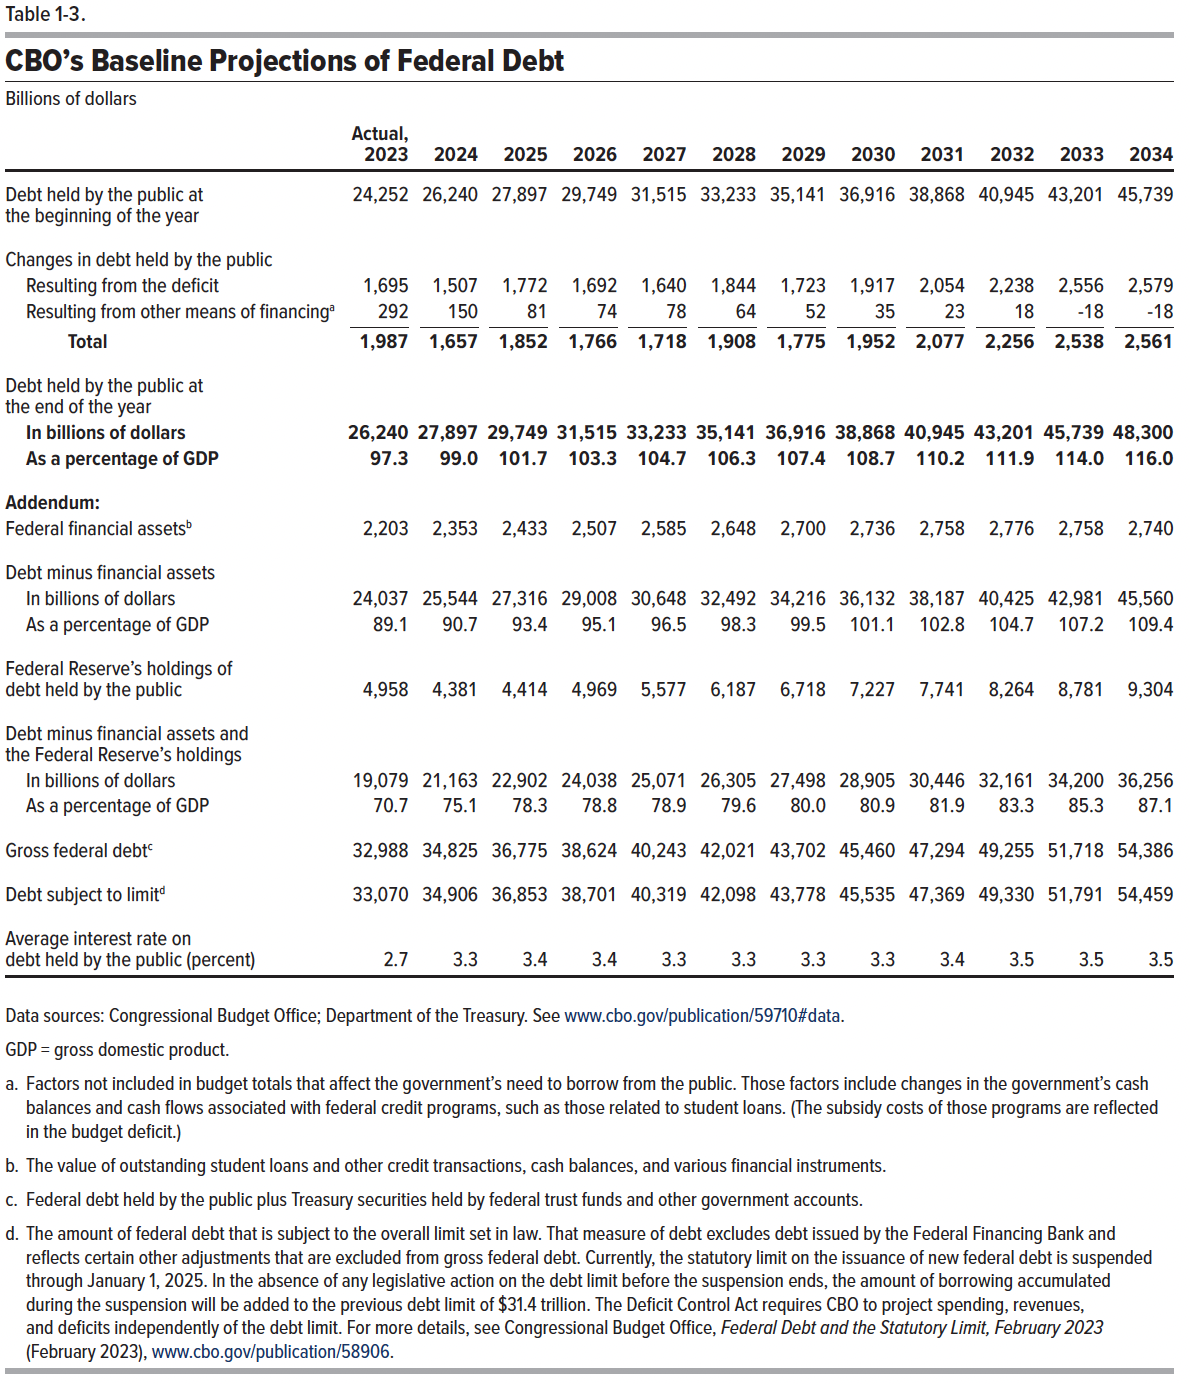 Table 1-3.
CBO’s Baseline Projections of Federal Debt
Billions of dollars
Actual,
2023 2024 2025 2026 2027 2028 2029 2030 2031 2032 2033 2034
Debt held by the public at
the beginning of the year 24,252 26,240 27,897 29,749 31,515 33,233 35,141 36,916 38,868 40,945 43,201 45,739
Changes in debt held by the public
Resulting from the deficit 1,695 1,507 1,772 1,692 1,640 1,844 1,723 1,917 2,054 2,238 2,556 2,579
Resulting from other means of financingᵃ 292 150 81 74 78 64 52 35 23 18 -18 -18
Total 1,987 1,657 1,852 1,766 1,718 1,908 1,775 1,952 2,077 2,256 2,538 2,561
Debt held by the public at
the end of the year
In billions of dollars 26,240 27,897 29,749 31,515 33,233 35,141 36,916 38,868 40,945 43,201 45,739 48,300
As a percentage of GDP 97.3 99.0 101.7 103.3 104.7 106.3 107.4 108.7 110.2 111.9 114.0 116.0
Addendum:
Federal financial assetsᵇ 2,203 2,353 2,433 2,507 2,585 2,648 2,700 2,736 2,758 2,776 2,758 2,740
Debt minus financial assets
In billions of dollars 24,037 25,544 27,316 29,008 30,648 32,492 34,216 36,132 38,187 40,425 42,981 45,560
As a percentage of GDP 89.1 90.7 93.4 95.1 96.5 98.3 99.5 101.1 102.8 104.7 107.2 109.4
Federal Reserve’s holdings of
debt held by the public 4,958 4,381 4,414 4,969 5,577 6,187 6,718 7,227 7,741 8,264 8,781 9,304
Debt minus financial assets and
the Federal Reserve’s holdings
In billions of dollars 19,079 21,163 22,902 24,038 25,071 26,305 27,498 28,905 30,446 32,161 34,200 36,256
As a percentage of GDP 70.7 75.1 78.3 78.8 78.9 79.6 80.0 80.9 81.9 83.3 85.3 87.1
Gross federal debtᶜ 32,988 34,825 36,775 38,624 40,243 42,021 43,702 45,460 47,294 49,255 51,718 54,386
Debt subject to limitᵈ 33,070 34,906 36,853 38,701 40,319 42,098 43,778 45,535 47,369 49,330 51,791 54,459
Average interest rate on
debt held by the public (percent) 2.7 3.3 3.4 3.4 3.3 3.3 3.3 3.3 3.4 3.5 3.5 3.5
Data sources: Congressional Budget Office; Department of the Treasury. See www.cbo.gov/publication/59710#data.
GDP = gross domestic product.
a. Factors not included in budget totals that affect the government’s need to borrow from the public. Those factors include changes in the government’s cash
balances and cash flows associated with federal credit programs, such as those related to student loans. (The subsidy costs of those programs are reflected
in the budget deficit.)
b. The value of outstanding student loans and other credit transactions, cash balances, and various financial instruments.
c. Federal debt held by the public plus Treasury securities held by federal trust funds and other government accounts.
d. The amount of federal debt that is subject to the overall limit set in law. That measure of debt excludes debt issued by the Federal Financing Bank and
reflects certain other adjustments that are excluded from gross federal debt. Currently, the statutory limit on the issuance of new federal debt is suspended
through January 1, 2025. In the absence of any legislative action on the debt limit before the suspension ends, the amount of borrowing accumulated
during the suspension will be added to the previous debt limit of $31.4 trillion. The Deficit Control Act requires CBO to project spending, revenues,
and deficits independently of the debt limit. For more details, see Congressional Budget Office, Federal Debt and the Statutory Limit, February 2023
(February 2023), www.cbo.gov/publication/58906.